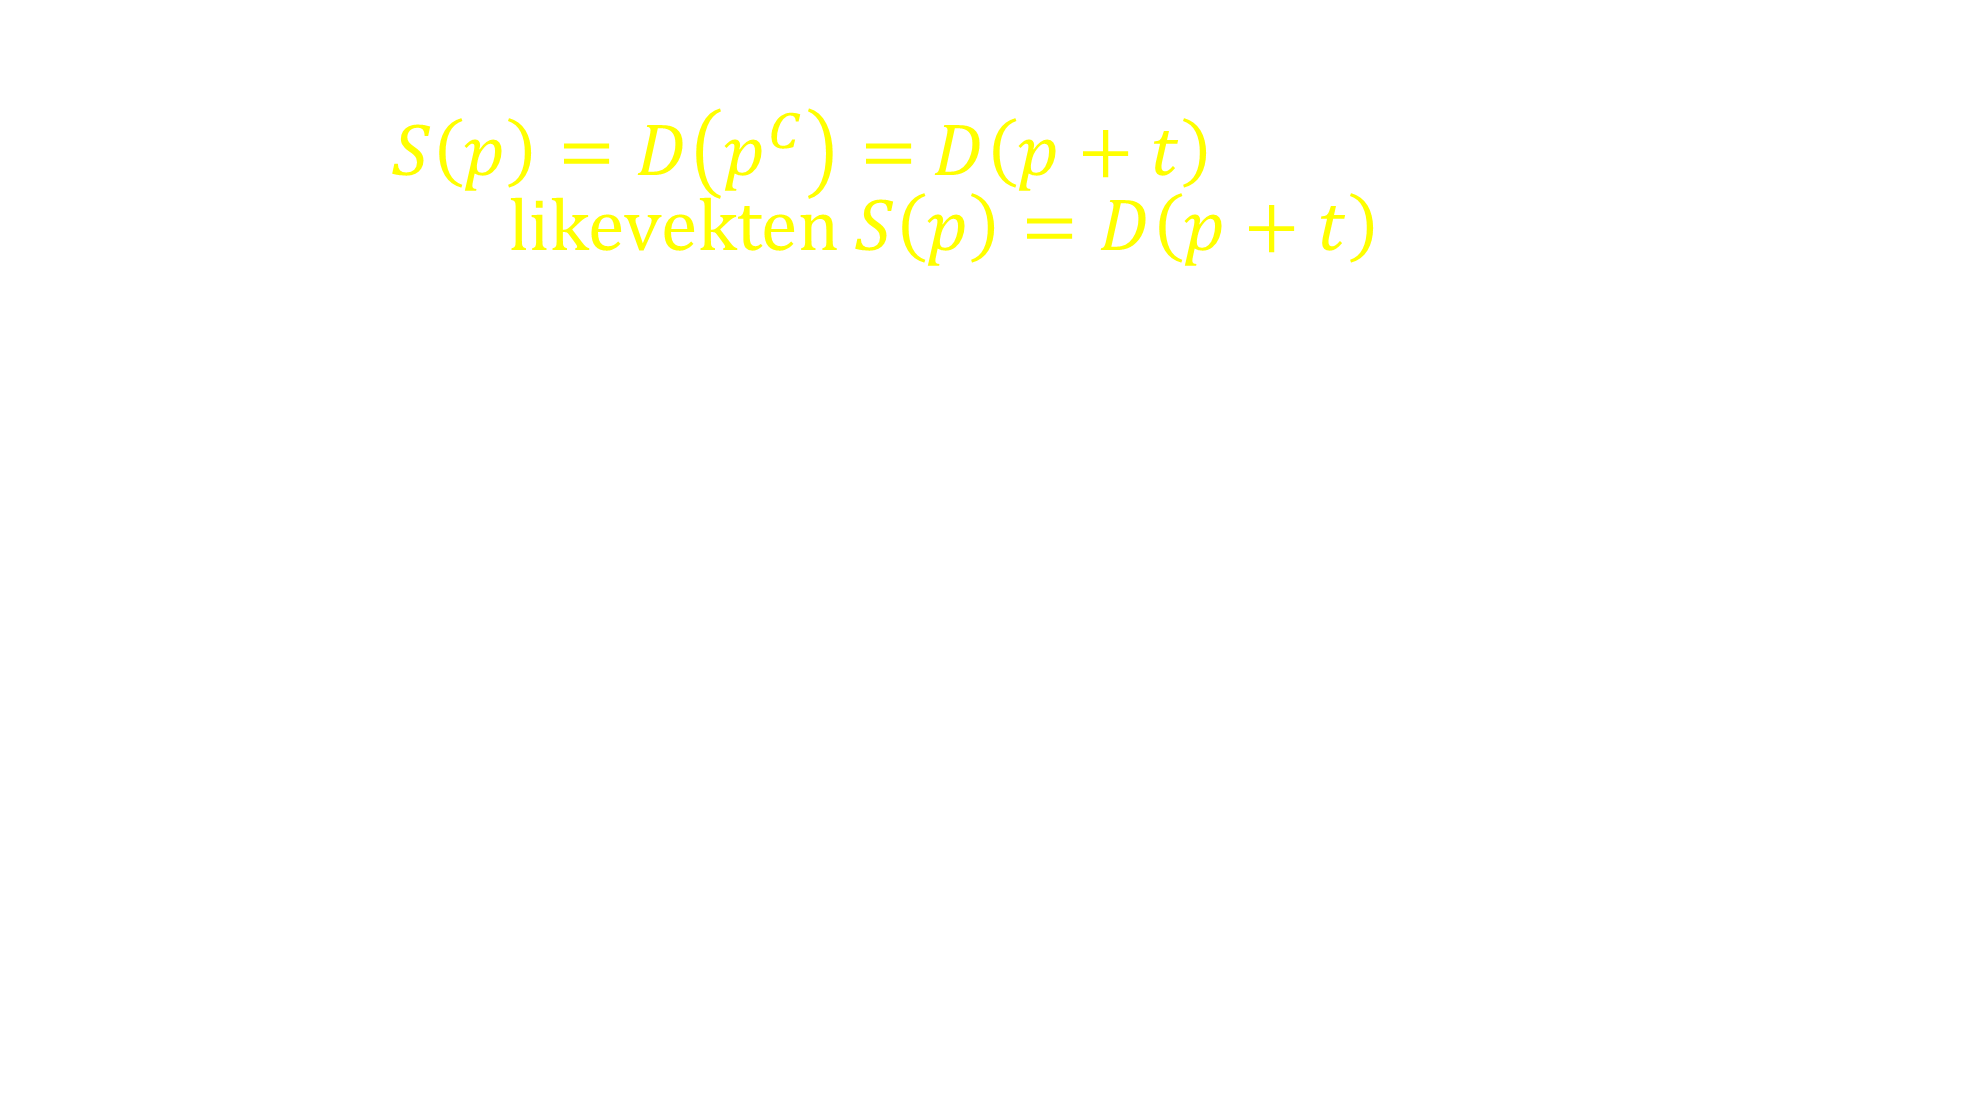 S(p) = D(p^C) = D(p + t)
likevekten S(p) = D(p + t)